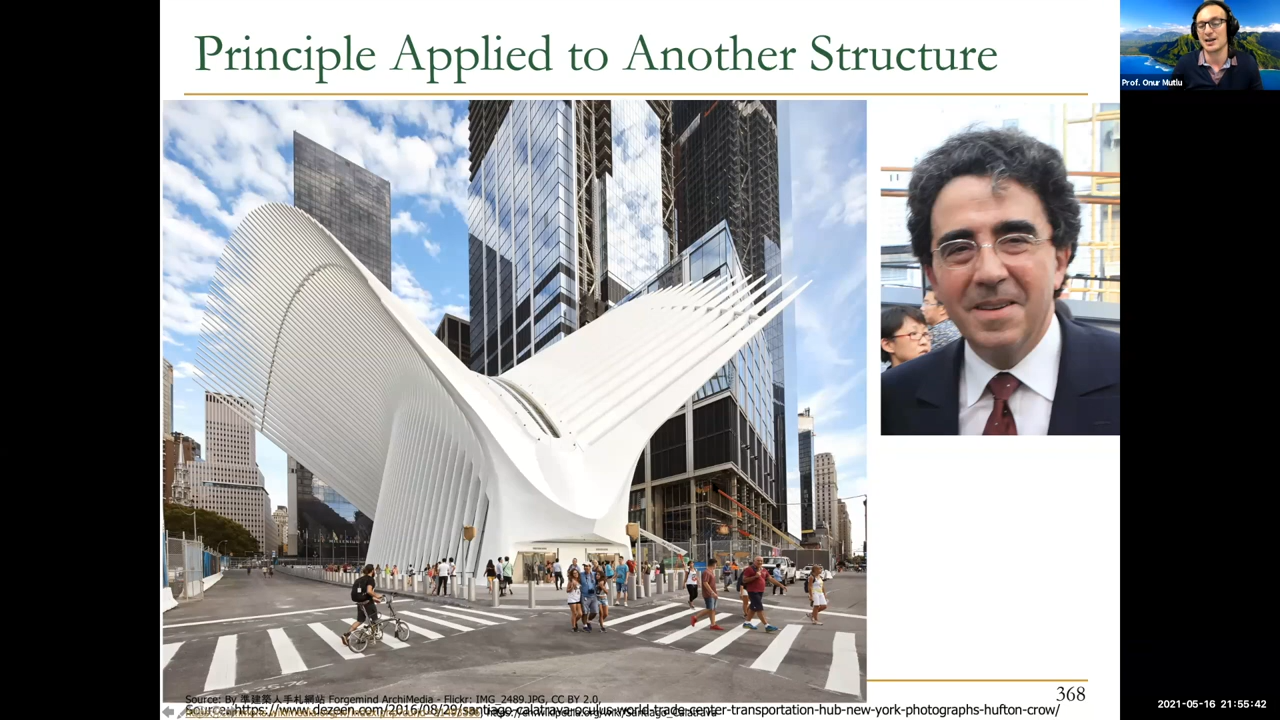 Principle Applied to Another Structure
Prof. Onur Mutlu
Source: By 準建築人手札網站 Forgemind ArchiMedia - Flickr: IMG_2489.JPG, CC BY 2.0,
Source: https://www.dezeen.com/2016/08/29/santiago-calatrava-oculus-world-trade-center-transportation-hub-new-york-photographs-hufton-crow/
368
2021-05-16 21:55:42